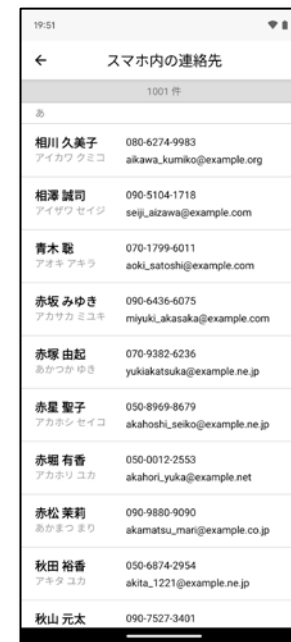 19:51
スマホ内の連絡先
1001 件
あ
相川 久美子 080-6274-9983
アイカワ クミコ aikawa_kumiko@example.org
相澤 誠司 090-5104-1718
アイザワ セイジ seiji_aizawa@example.com
青木 聡 070-1799-6011
アオキ アキラ aoki_satoshi@example.com
赤坂 みゆき 090-6436-6075
アカサカ ミユキ miyuki_akasaka@example.com
赤塚 由起 070-9382-6236
あかつか ゆき yukiakatsuka@example.ne.jp
赤星 聖子 050-8969-8679
アカホシ セイコ akahoshi_seiko@example.ne.jp
赤堀 有香 050-0012-2553
アカホリ ユカ akahori_yuka@example.net
赤松 茉莉 090-9880-9090
あかまつ まり akamatsu_mari@example.co.jp
秋田 裕香 050-6874-2954
アキタ ユカ akita_1221@example.ne.jp
秋山 元太 090-7527-3401